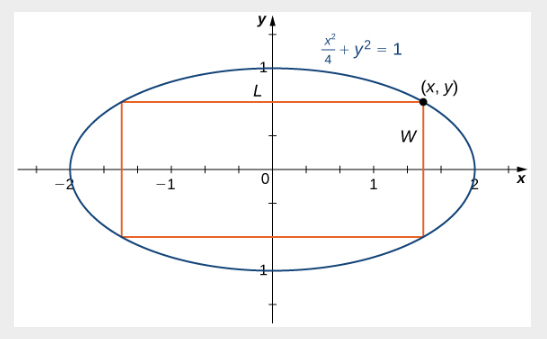 y
x²/4 + y² = 1
1
L
(x, y)
W
−2 −1 0 1 2 x
1